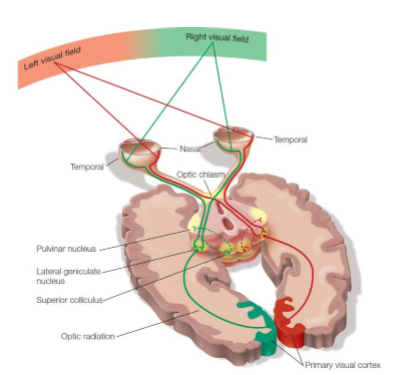 Right visual field
Left visual field
Nasal
Temporal
Temporal
Optic chiasm
Pulvinar nucleus
Lateral geniculate
nucleus
Superior colliculus
Optic radiation
Primary visual cortex